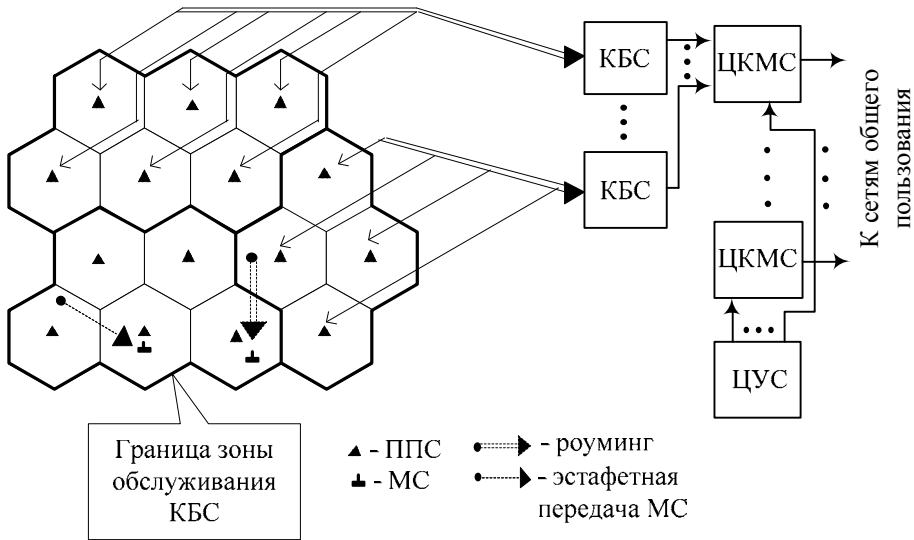 КБС
ЦКМС
КБС
ЦКМС
ЦУС
К сетям общего
пользования
Граница зоны
обслуживания
КБС
- ППС
- МС
- роуминг
- эстафетная
передача МС